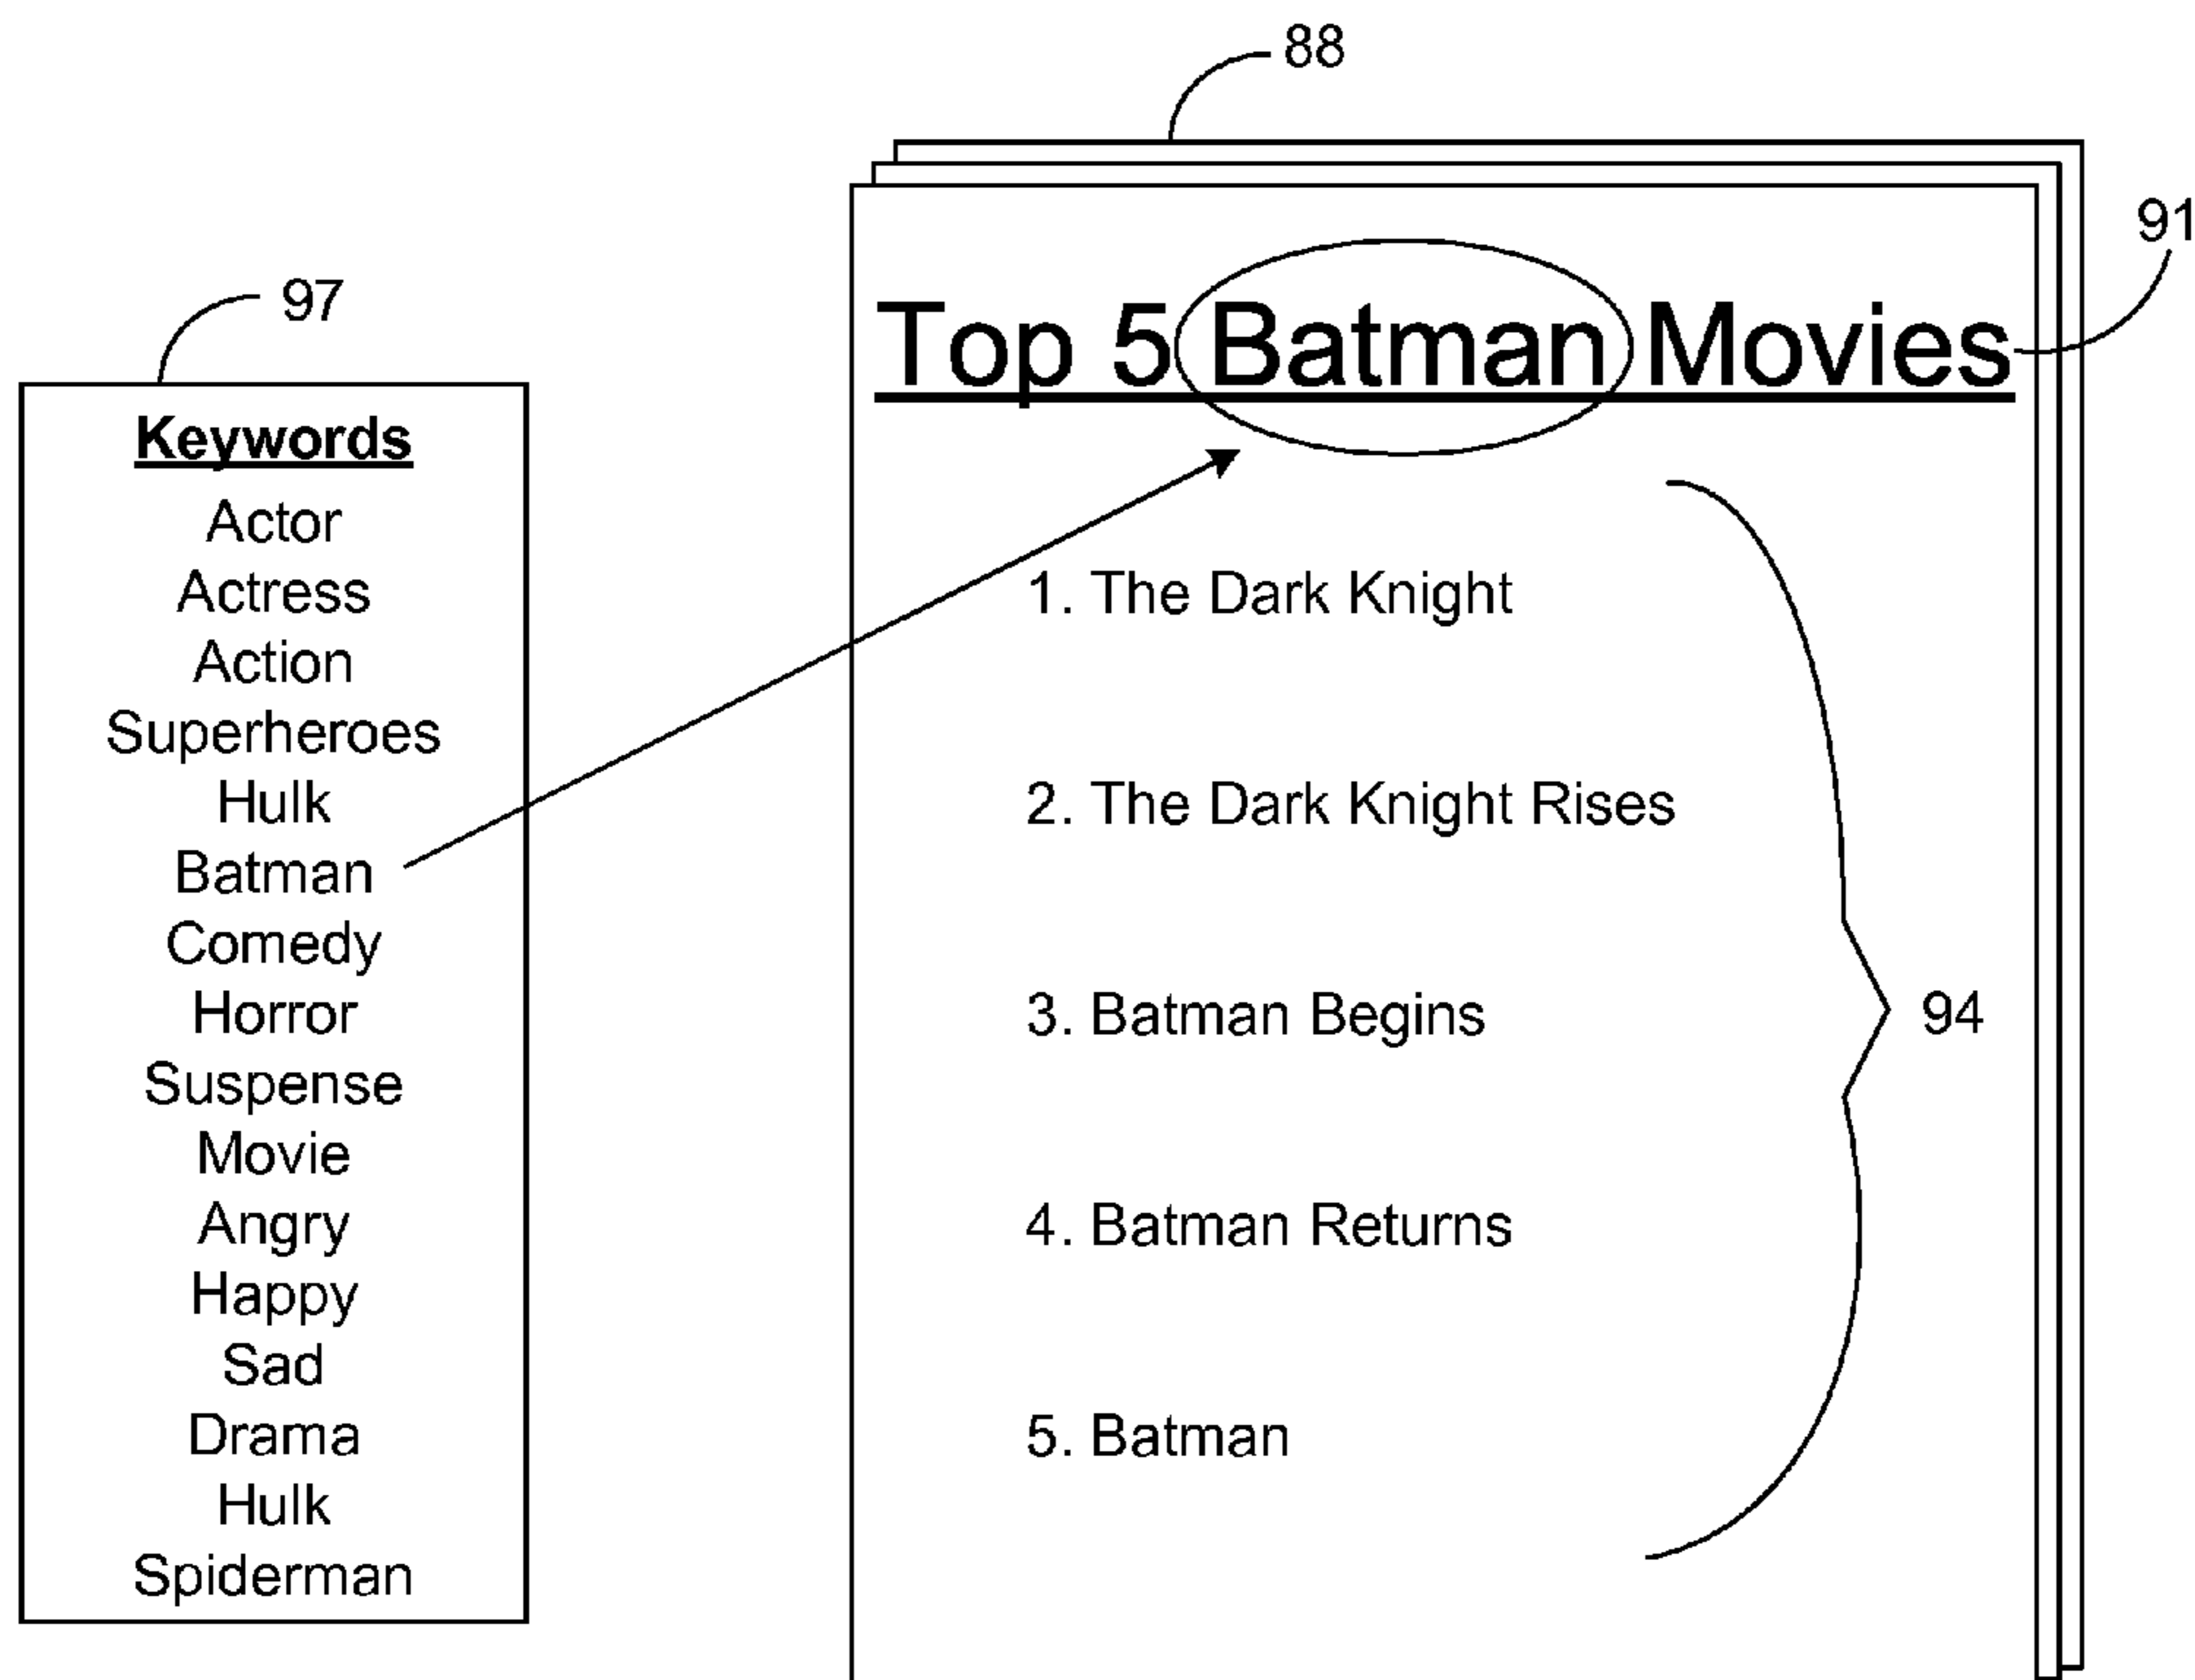 88
91
97
Keywords
Actor
Actress
Action
Superheroes
Hulk
Batman
Comedy
Horror
Suspense
Movie
Angry
Happy
Sad
Drama
Hulk
Spiderman
Top 5 Batman Movies
1. The Dark Knight
2. The Dark Knight Rises
3. Batman Begins
4. Batman Returns
5. Batman
94